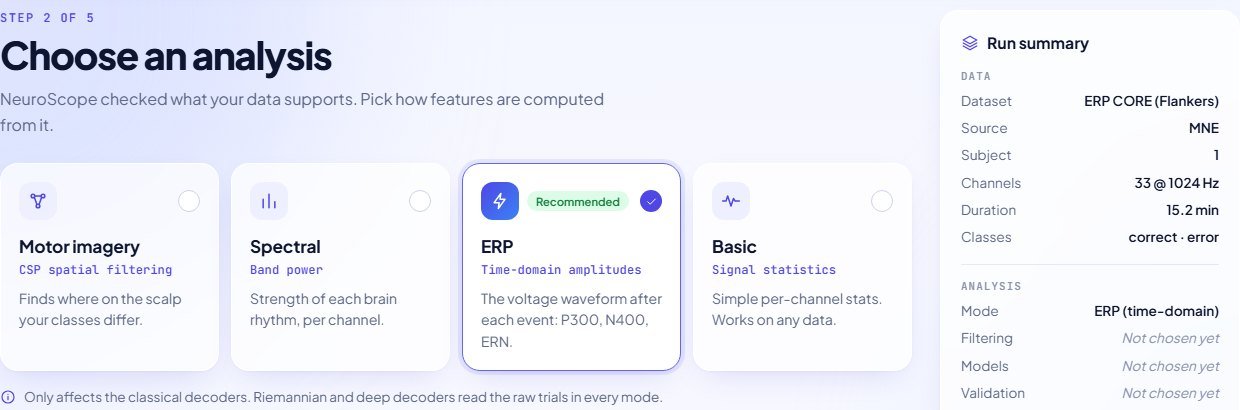 STEP 2 OF 5
Choose an analysis
NeuroScope checked what your data supports. Pick how features are computed
from it.
Motor imagery
CSP spatial filtering
Finds where on the scalp
your classes differ.
Spectral
Band power
Strength of each brain
rhythm, per channel.
Recommended
ERP
Time-domain amplitudes
The voltage waveform after
each event: P300, N400,
ERN.
Basic
Signal statistics
Simple per-channel stats.
Works on any data.
Only affects the classical decoders. Riemannian and deep decoders read the raw trials in every mode.
Run summary
DATA
Dataset ERP CORE (Flankers)
Source MNE
Subject 1
Channels 33 @ 1024 Hz
Duration 15.2 min
Classes correct · error
ANALYSIS
Mode ERP (time-domain)
Filtering Not chosen yet
Models Not chosen yet
Validation Not chosen yet